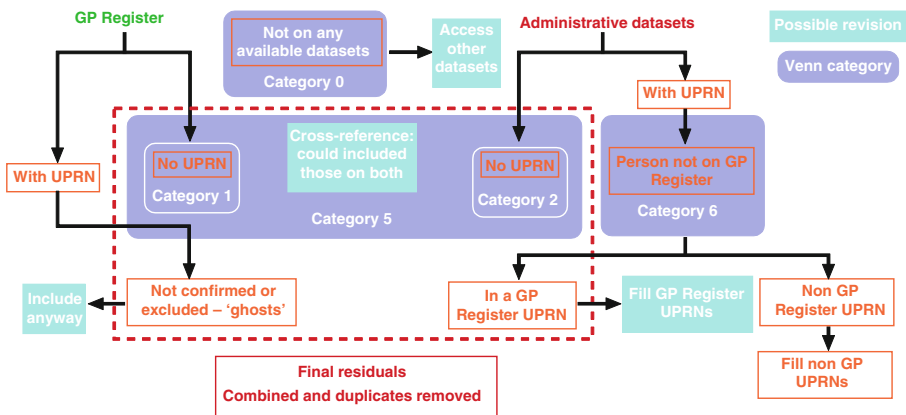 GP Register
Not on any
available datasets
Category 0
Access
other
datasets
Administrative datasets
Possible revision
Venn category
With UPRN
With UPRN
No UPRN
Category 1
Cross-reference:
could included
those on both
Category 5
No UPRN
Category 2
Person not on GP
Register
Category 6
Include
anyway
Not confirmed or
excluded – ‘ghosts’
In a GP
Register UPRN
Fill GP Register
UPRNs
Non GP
Register UPRN
Fill non GP
UPRNs
Final residuals
Combined and duplicates removed